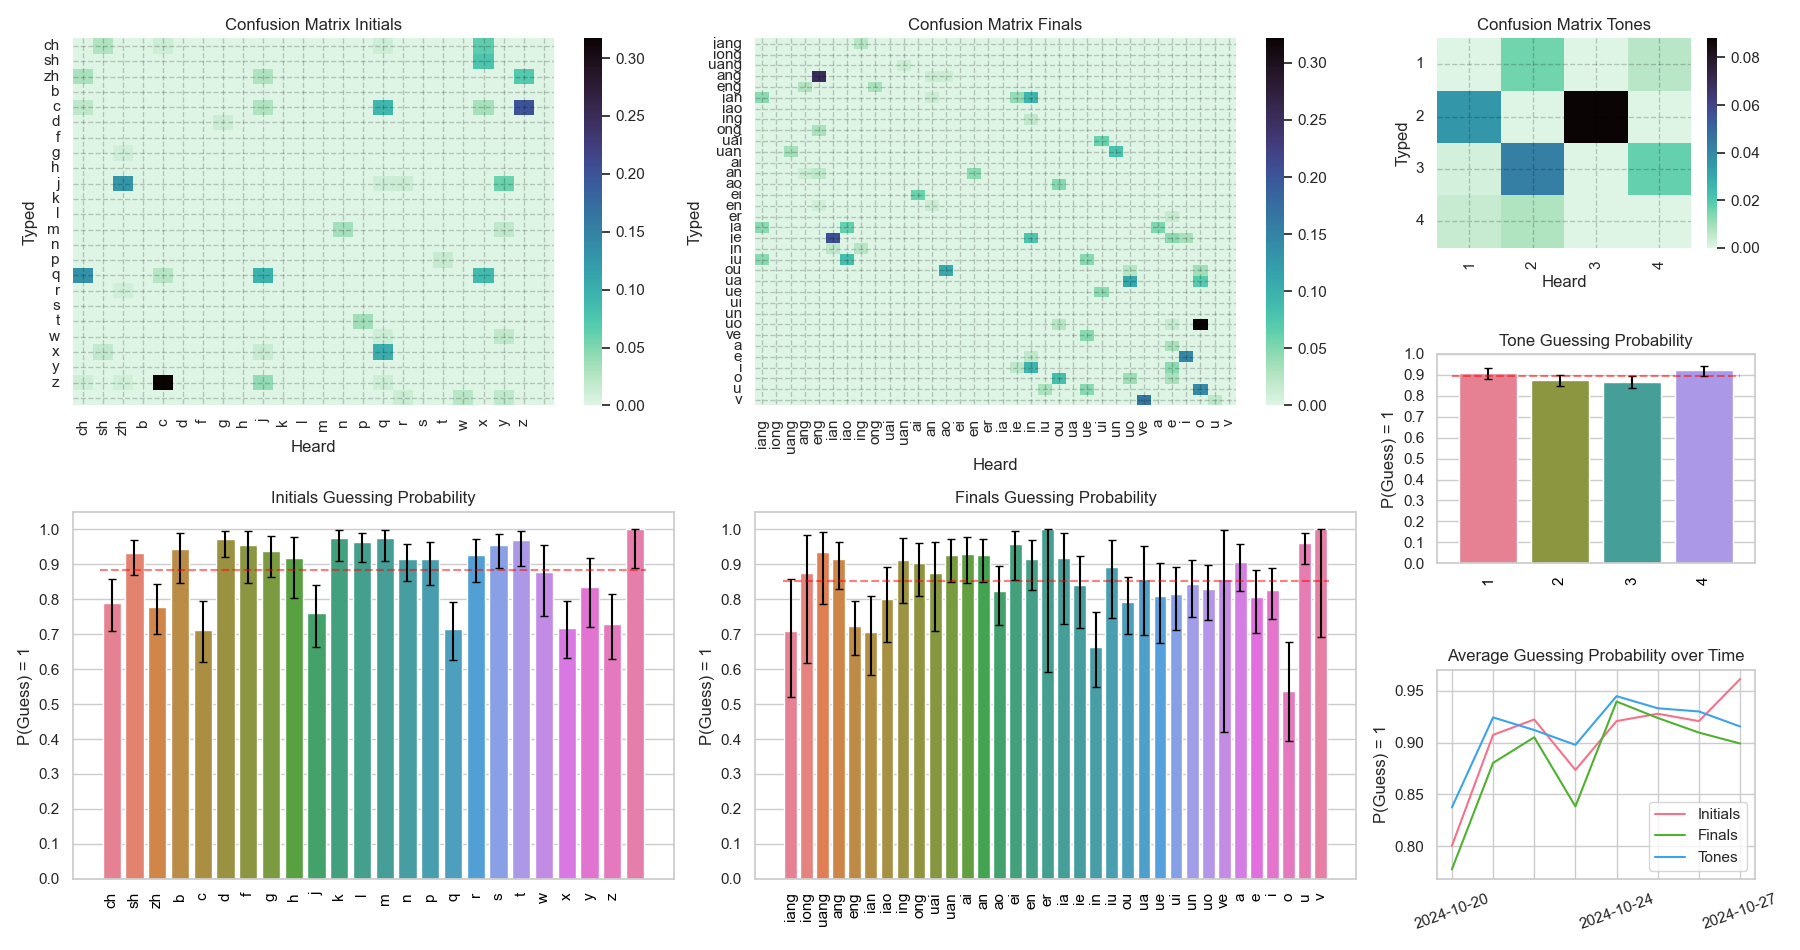 Confusion Matrix Initials
ch
sh
zh
b
c
d
f
g
h
j
k
l
m
n
p
q
r
s
t
w
x
y
z
Typed
ch sh zh b c d f g h j k l m n p q r s t w x y z
Heard
0.30
0.25
0.20
0.15
0.10
0.05
0.00
Confusion Matrix Finals
iang
iong
uang
ang
eng
ian
iao
ing
ong
uai
uan
ai
an
ao
ei
en
er
ia
ie
in
iu
ou
ua
ue
ui
un
uo
ve
a
e
i
o
u
v
Typed
iang iong uang ang eng ian iao ing ong uai uan ai an ao ei en er ia ie in iu ou ua ue ui un uo ve a e i o u v
Heard
0.30
0.25
0.20
0.15
0.10
0.05
0.00
Confusion Matrix Tones
1
2
3
4
Typed
1 2 3 4
Heard
0.08
0.06
0.04
0.02
0.00
Tone Guessing Probability
1.0
0.9
0.8
0.7
0.6
0.5
0.4
0.3
0.2
0.1
0.0
P(Guess) = 1
1 2 3 4
Initials Guessing Probability
1.0
0.9
0.8
0.7
0.6
0.5
0.4
0.3
0.2
0.1
0.0
P(Guess) = 1
ch sh zh b c d f g h j k l m n p q r s t w x y z
Finals Guessing Probability
1.0
0.9
0.8
0.7
0.6
0.5
0.4
0.3
0.2
0.1
0.0
P(Guess) = 1
iang iong uang ang eng ian iao ing ong uai uan ai an ao ei en er ia ie in iu ou ua ue ui un uo ve a e i o u v
Average Guessing Probability over Time
0.95
0.90
0.85
0.80
P(Guess) = 1
Initials
Finals
Tones
2024-10-20 2024-10-24 2024-10-27